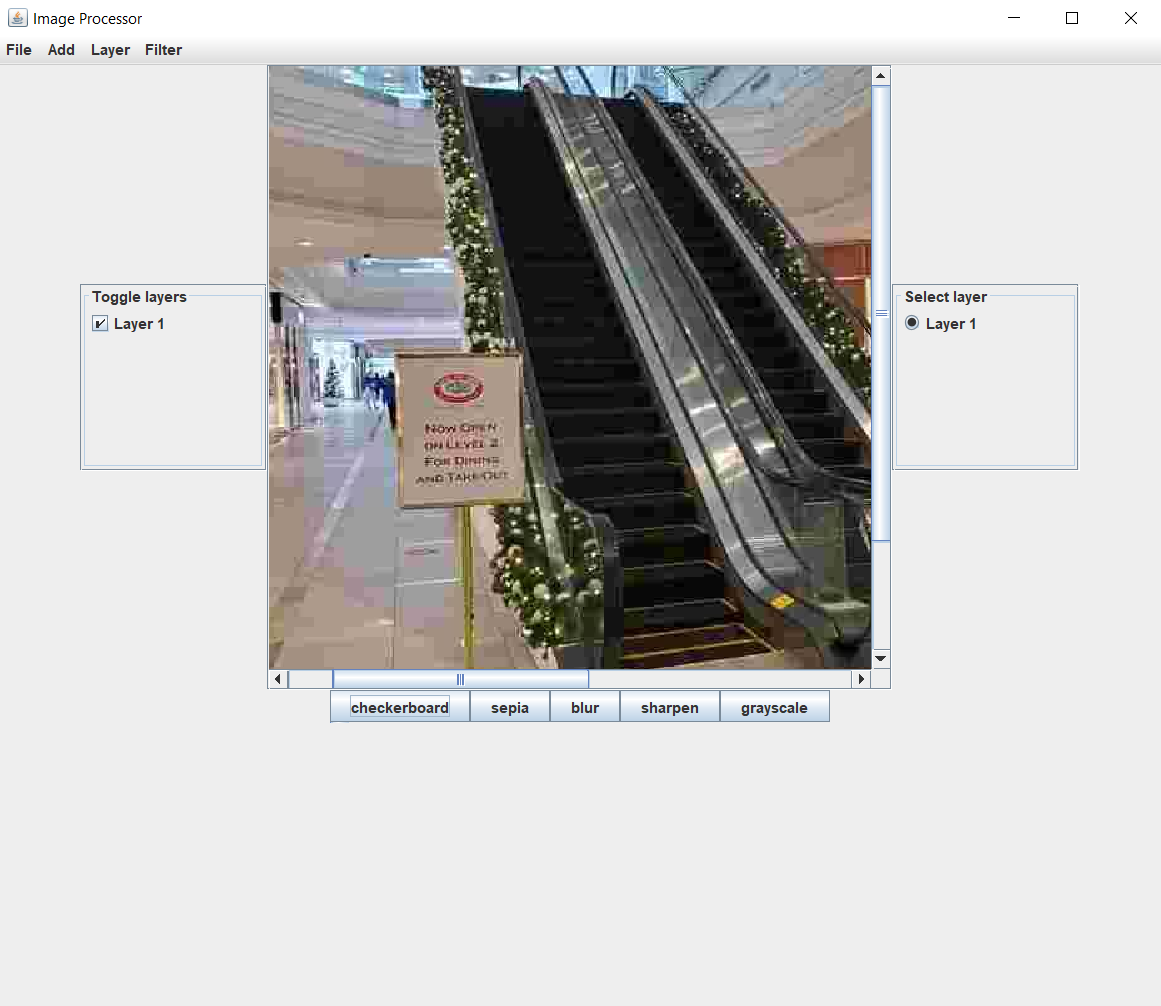 Image Processor
File Add Layer Filter
Toggle layers
Layer 1
Now Open
on Level 2
For Dining
and Take-Out
Select layer
Layer 1
checkerboard sepia blur sharpen grayscale